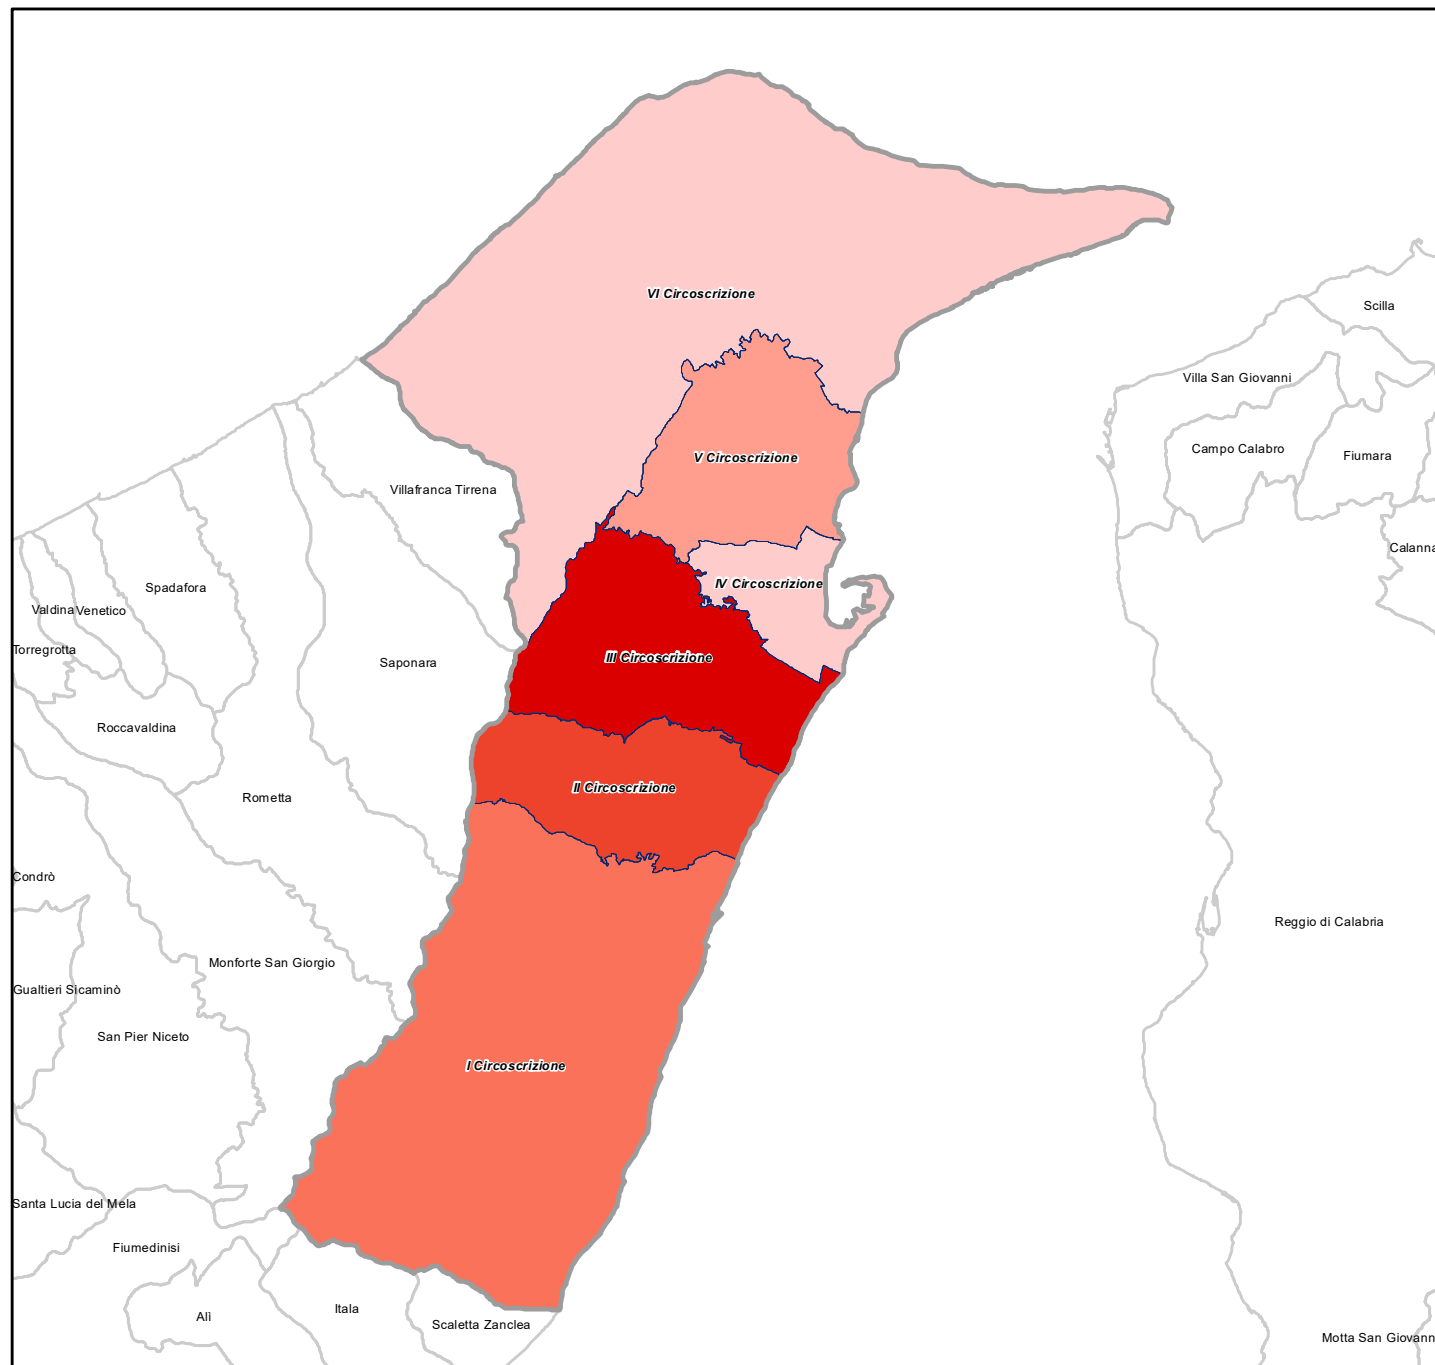 VI Circoscrizione
Scilla
Villa San Giovanni
Campo Calabro
Fiumara
V Circoscrizione
Villafranca Tirrena
Calanna
IV Circoscrizione
Spadafora
Valdina
Venetico
Torregrotta
III Circoscrizione
Saponara
Roccavaldina
II Circoscrizione
Rometta
Condrò
Reggio di Calabria
Monforte San Giorgio
Gualtieri Sicaminò
San Pier Niceto
I Circoscrizione
Santa Lucia del Mela
Fiumedinisi
Itala
Alì
Scaletta Zanclea
Motta San Giovann